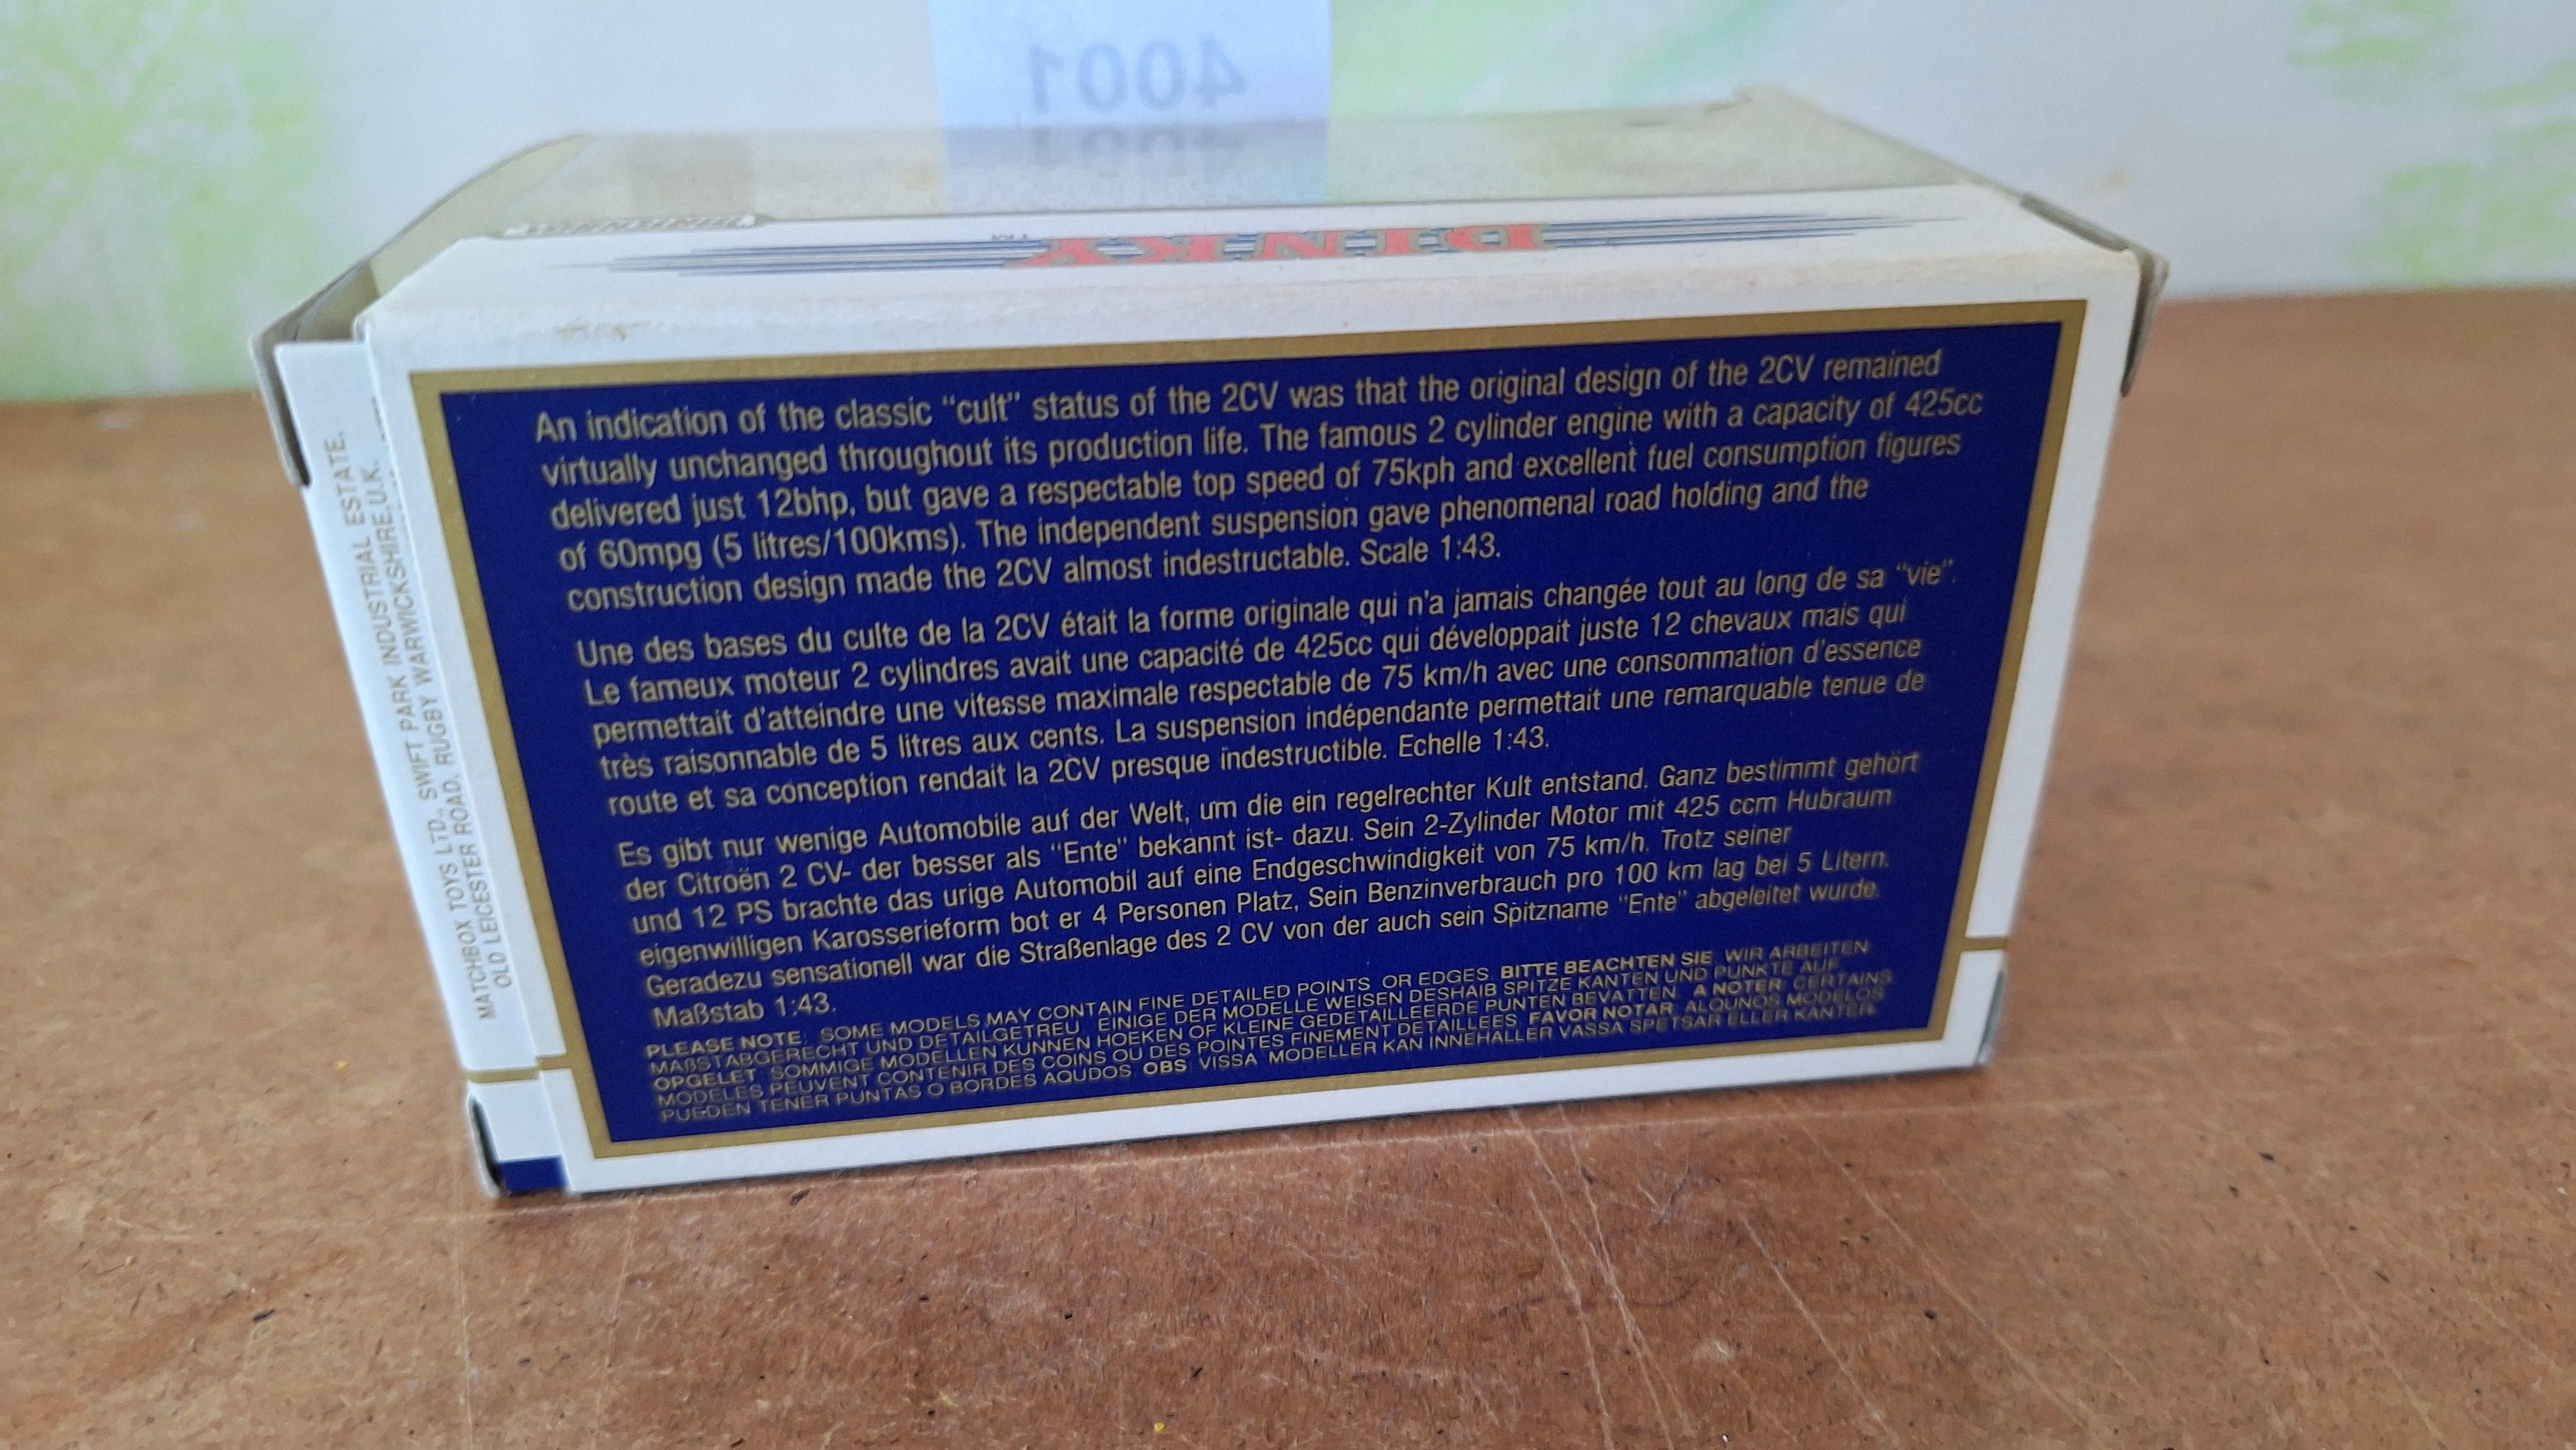 4001
DINKY
TM
An indication of the classic “cult” status of the 2CV was that the original design of the 2CV remained
virtually unchanged throughout its production life. The famous 2 cylinder engine with a capacity of 425cc
delivered just 12bhp, but gave a respectable top speed of 75kph and excellent fuel consumption figures
of 60mpg (5 litres/100kms). The independent suspension gave phenomenal road holding and the
construction design made the 2CV almost indestructable. Scale 1:43.
Une des bases du culte de la 2CV était la forme originale qui n'a jamais changée tout au long de sa “vie”.
Le fameux moteur 2 cylindres avait une capacité de 425cc qui développait juste 12 chevaux mais qui
permettait d'atteindre une vitesse maximale respectable de 75 km/h avec une consommation d'essence
très raisonnable de 5 litres aux cents. La suspension indépendante permettait une remarquable tenue de
route et sa conception rendait la 2CV presque indestructible. Echelle 1:43.
Es gibt nur wenige Automobile auf der Welt, um die ein regelrechter Kult entstand. Ganz bestimmt gehört
der Citroën 2 CV- der besser als “Ente” bekannt ist- dazu. Sein 2-Zylinder Motor mit 425 ccm Hubraum
und 12 PS brachte das urige Automobil auf eine Endgeschwindigkeit von 75 km/h. Trotz seiner
eigenwilligen Karosserieform bot er 4 Personen Platz, Sein Benzinverbrauch pro 100 km lag bei 5 Litern.
Geradezu sensationell war die Straßenlage des 2 CV von der auch sein Spitzname “Ente” abgeleitet wurde.
Maßstab 1:43.
PLEASE NOTE: SOME MODELS MAY CONTAIN FINE DETAILED POINTS OR EDGES. BITTE BEACHTEN SIE WIR ARBEITEN
MAßSTABGERECHT UND DETAILGETREU, EINIGE DER MODELLE WEISEN DESHAIB SPITZE KANTEN UND PUNKTE AUF.
OPGELET SOMMIGE MODELLEN KUNNEN HOEKEN OF KLEINE GEDETAILLEERDE PUNTEN BEVATTEN A NOTER CERTAINS
MODELES PEUVENT CONTENIR DES COINS OU DES POINTES FINEMENT DETAILLEES, FAVOR NOTAR ALQUNOS MODELOS
PUEDEN TENER PUNTAS O BORDES AQUDOS OBS VISSA MODELLER KAN INNEHALLER VASSA SPETSAR ELLER KANTER.
MATCHBOX TOYS LTD., SWIFT PARK INDUSTRIAL ESTATE,
OLD LEICESTER ROAD, RUGBY WARWICKSHIRE,U.K.